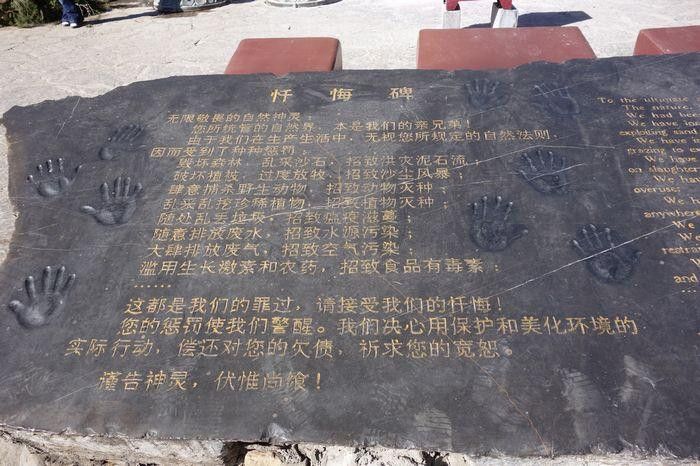 忏悔碑
无限敬畏的自然神灵：
您所统管的自然界，本是我们的亲兄弟！
由于我们在生产生活中，无视您所规定的自然法则，
因而受到了种种惩罚：
毁坏森林，乱采沙石，招致洪灾泥石流；
破坏植被，过度放牧，招致沙尘风暴；
肆意捕杀野生动物，招致动物灭种；
乱采乱挖珍稀植物，招致植物灭种；
随处乱丢垃圾，招致瘟疫滋蔓；
随意排放废水，招致水源污染；
大肆排放废气，招致空气污染；
滥用生长激素和农药，招致食品有毒素；
……
这都是我们的罪过，请接受我们的忏悔！
您的惩罚使我们警醒。我们决心用保护和美化环境的
实际行动，偿还对您的欠债，祈求您的宽恕。
谨告神灵，伏惟尚飨！
To the ultimate
The nature,
We had been
We have
exploiting sand
We have
grazing to
We have
on slaughter
We have
overuse;
We
anywhere
We
We
restrain
We
and